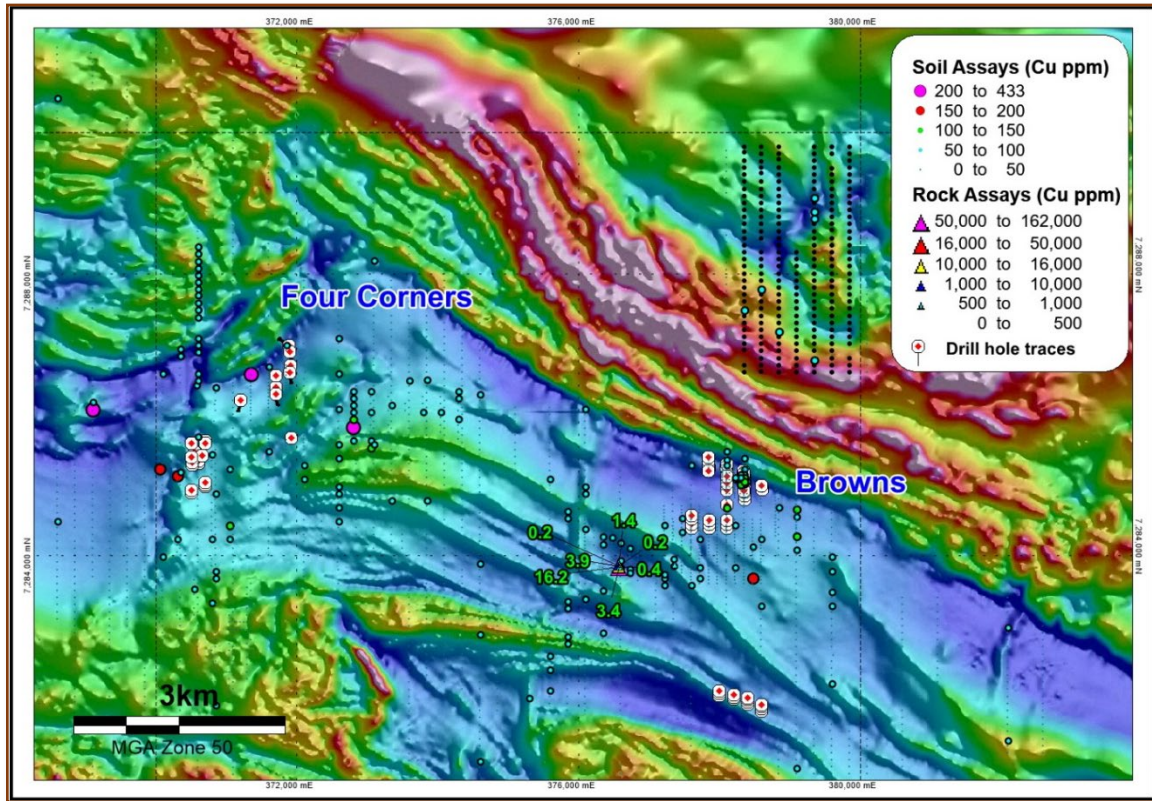 372,000 mE
376,000 mE
380,000 mE
Soil Assays (Cu ppm)
200 to 433
150 to 200
100 to 150
50 to 100
0 to 50
Rock Assays (Cu ppm)
50,000 to 162,000
16,000 to 50,000
10,000 to 16,000
1,000 to 10,000
500 to 1,000
0 to 500
Drill hole traces
7,288,000 mN
7,288,000 mN
Four Corners
Browns
1.4
0.2
0.2
3.9
0.4
16.2
3.4
7,284,000 mN
7,284,000 mN
3km
MGA Zone 50
372,000 mE
376,000 mE
380,000 mE